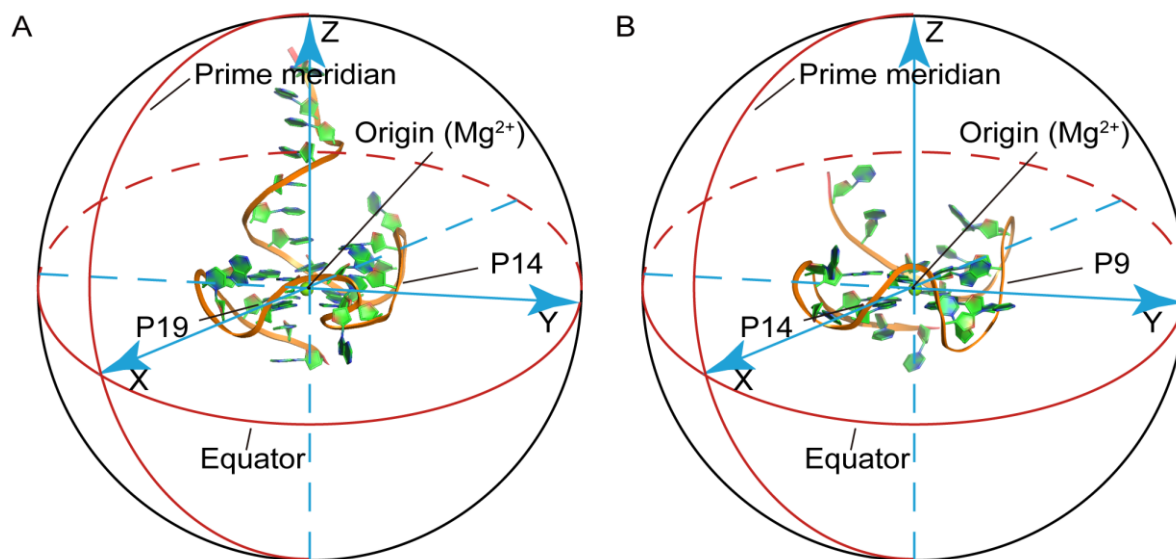 A
Z
Prime meridian
Origin (Mg²⁺)
P14
P19
Y
X
Equator
B
Z
Prime meridian
Origin (Mg²⁺)
P9
P14
Y
X
Equator